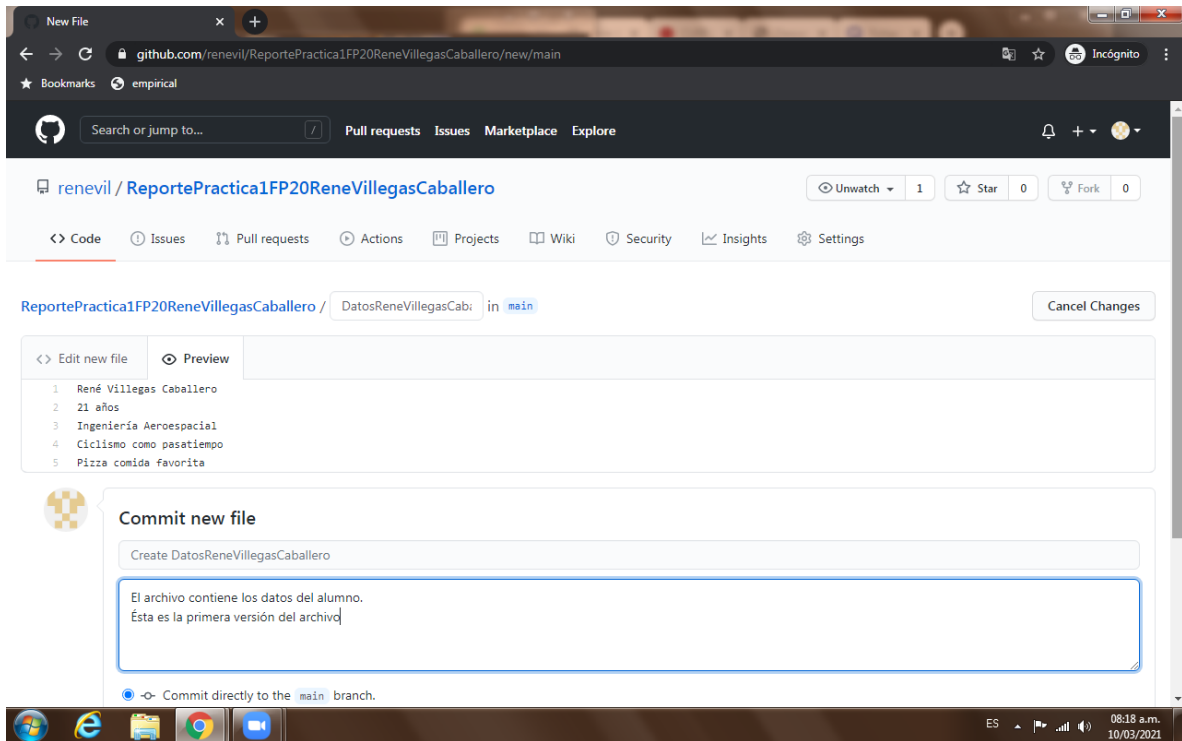 New File
github.com/renevil/ReportePractica1FP20ReneVillegasCaballero/new/main
Incógnito
Bookmarks empirical
Search or jump to... / Pull requests Issues Marketplace Explore
renevil / ReportePractica1FP20ReneVillegasCaballero Unwatch 1 Star 0 Fork 0
Code Issues Pull requests Actions Projects Wiki Security Insights Settings
ReportePractica1FP20ReneVillegasCaballero / DatosReneVillegasCaba in main Cancel Changes
<> Edit new file Preview
1 René Villegas Caballero
2 21 años
3 Ingeniería Aeroespacial
4 Ciclismo como pasatiempo
5 Pizza comida favorita
Commit new file
Create DatosReneVillegasCaballero
El archivo contiene los datos del alumno.
Ésta es la primera versión del archivo
Commit directly to the main branch.
ES 08:18 a.m.
10/03/2021